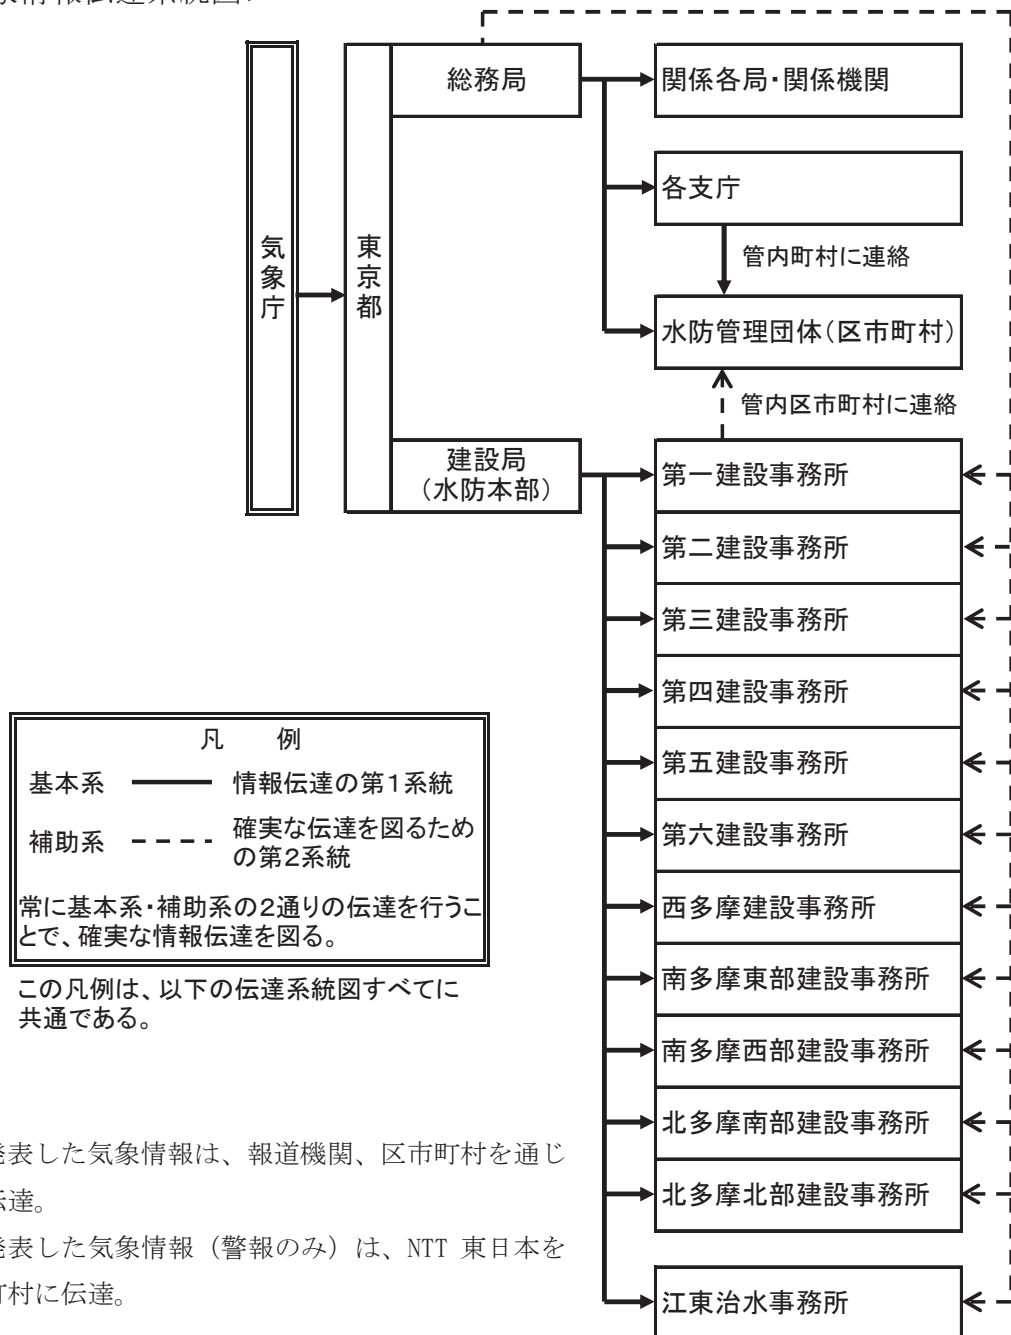 象情報伝達系統図
気象庁
東京都
総務局
関係各局・関係機関
各支庁
管内町村に連絡
水防管理団体(区市町村)
管内区市町村に連絡
建設局
(水防本部)
第一建設事務所
第二建設事務所
第三建設事務所
第四建設事務所
第五建設事務所
第六建設事務所
西多摩建設事務所
南多摩東部建設事務所
南多摩西部建設事務所
北多摩南部建設事務所
北多摩北部建設事務所
江東治水事務所
凡 例
基本系 情報伝達の第1系統
補助系 確実な伝達を図るため
の第2系統
常に基本系・補助系の2通りの伝達を行うこ
とで、確実な情報伝達を図る。
この凡例は、以下の伝達系統図すべてに
共通である。
発表した気象情報は、報道機関、区市町村を通じ
伝達。
発表した気象情報(警報のみ)は、NTT 東日本を
町村に伝達。